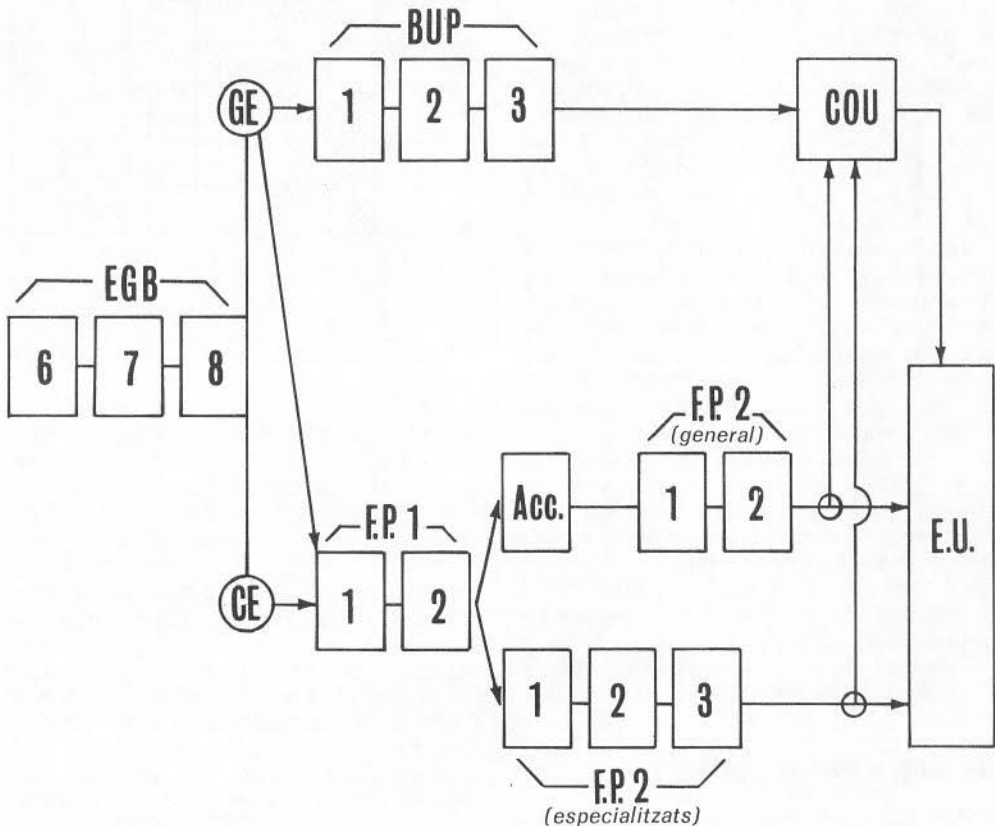 BUP
GE
1 2 3
COU
EGB
6 7 8
F.P. 2
(general)
Acc.
1 2
E.U.
F.P. 1
CE
1 2
1 2 3
F.P. 2
(especialitzats)